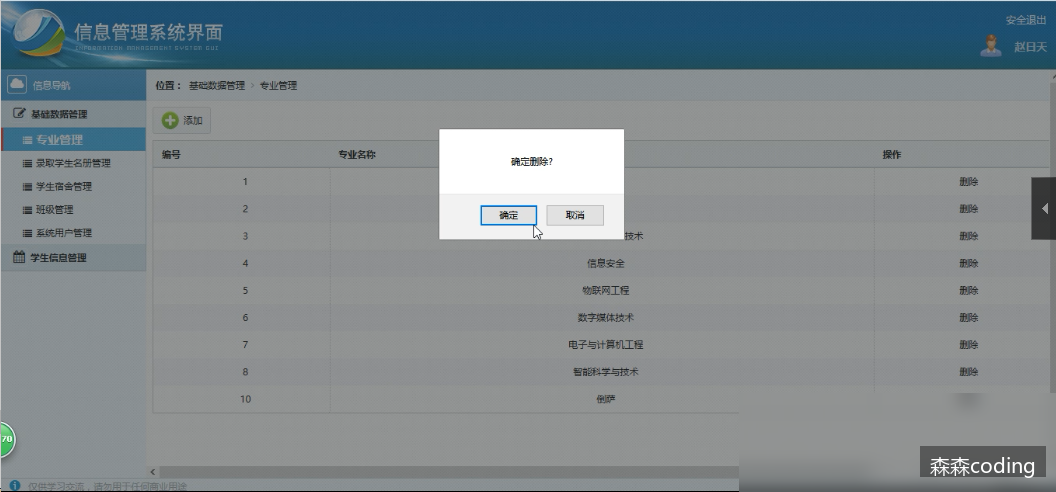 信息管理系统界面
INFORMATION MANAGEMENT SYSTEM GUI
安全退出
赵日天
信息导航
基础数据管理
专业管理
录取学生名册管理
学生宿舍管理
班级管理
系统用户管理
学生信息管理
位置： 基础数据管理 › 专业管理
添加
编号 专业名称 操作
1 删除
2 删除
3 技术 删除
4 信息安全 删除
5 物联网工程 删除
6 数字媒体技术 删除
7 电子与计算机工程 删除
8 智能科学与技术 删除
10 倒萨
确定删除?
确定 取消
70
仅供学习交流，请勿用于任何商业用途
森森coding